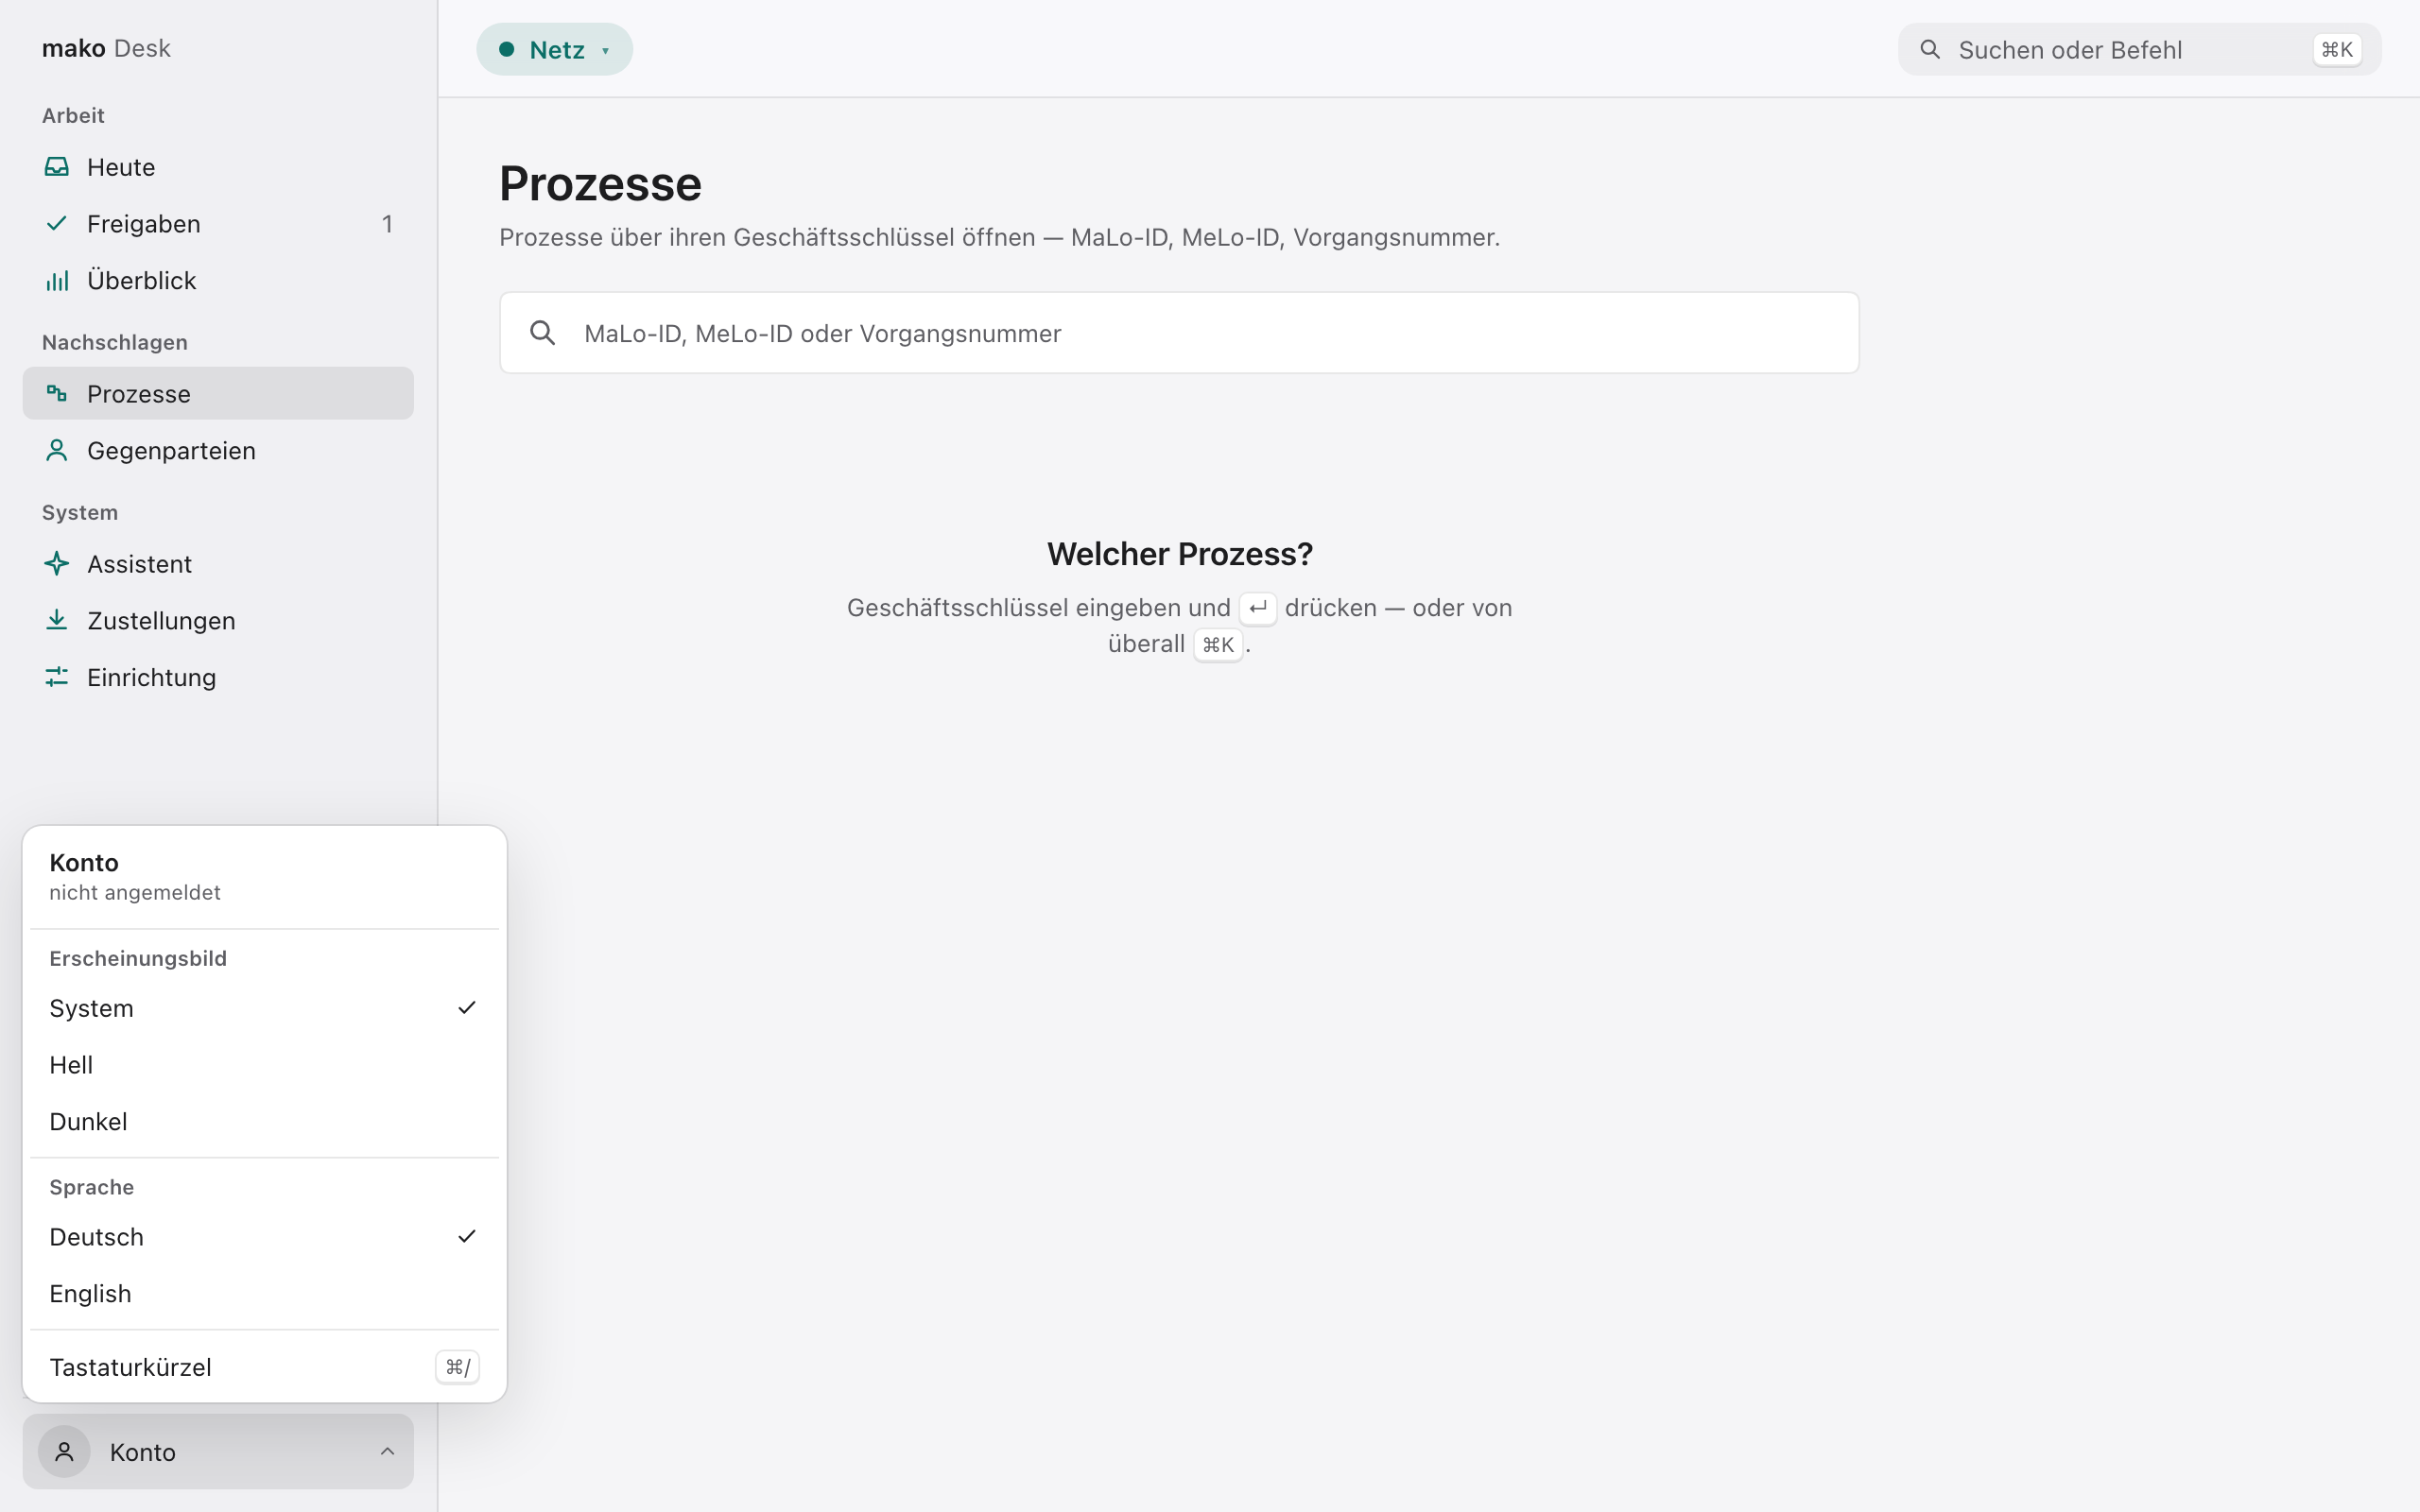 mako Desk
Arbeit
Heute
Freigaben 1
Überblick
Nachschlagen
Prozesse
Gegenparteien
System
Assistent
Zustellungen
Einrichtung
Konto
nicht angemeldet
Erscheinungsbild
System
Hell
Dunkel
Sprache
Deutsch
English
Tastaturkürzel ⌘/
Konto
Netz
Suchen oder Befehl ⌘K
Prozesse
Prozesse über ihren Geschäftsschlüssel öffnen — MaLo-ID, MeLo-ID, Vorgangsnummer.
MaLo-ID, MeLo-ID oder Vorgangsnummer
Welcher Prozess?
Geschäftsschlüssel eingeben und ↵ drücken — oder von
überall ⌘K.